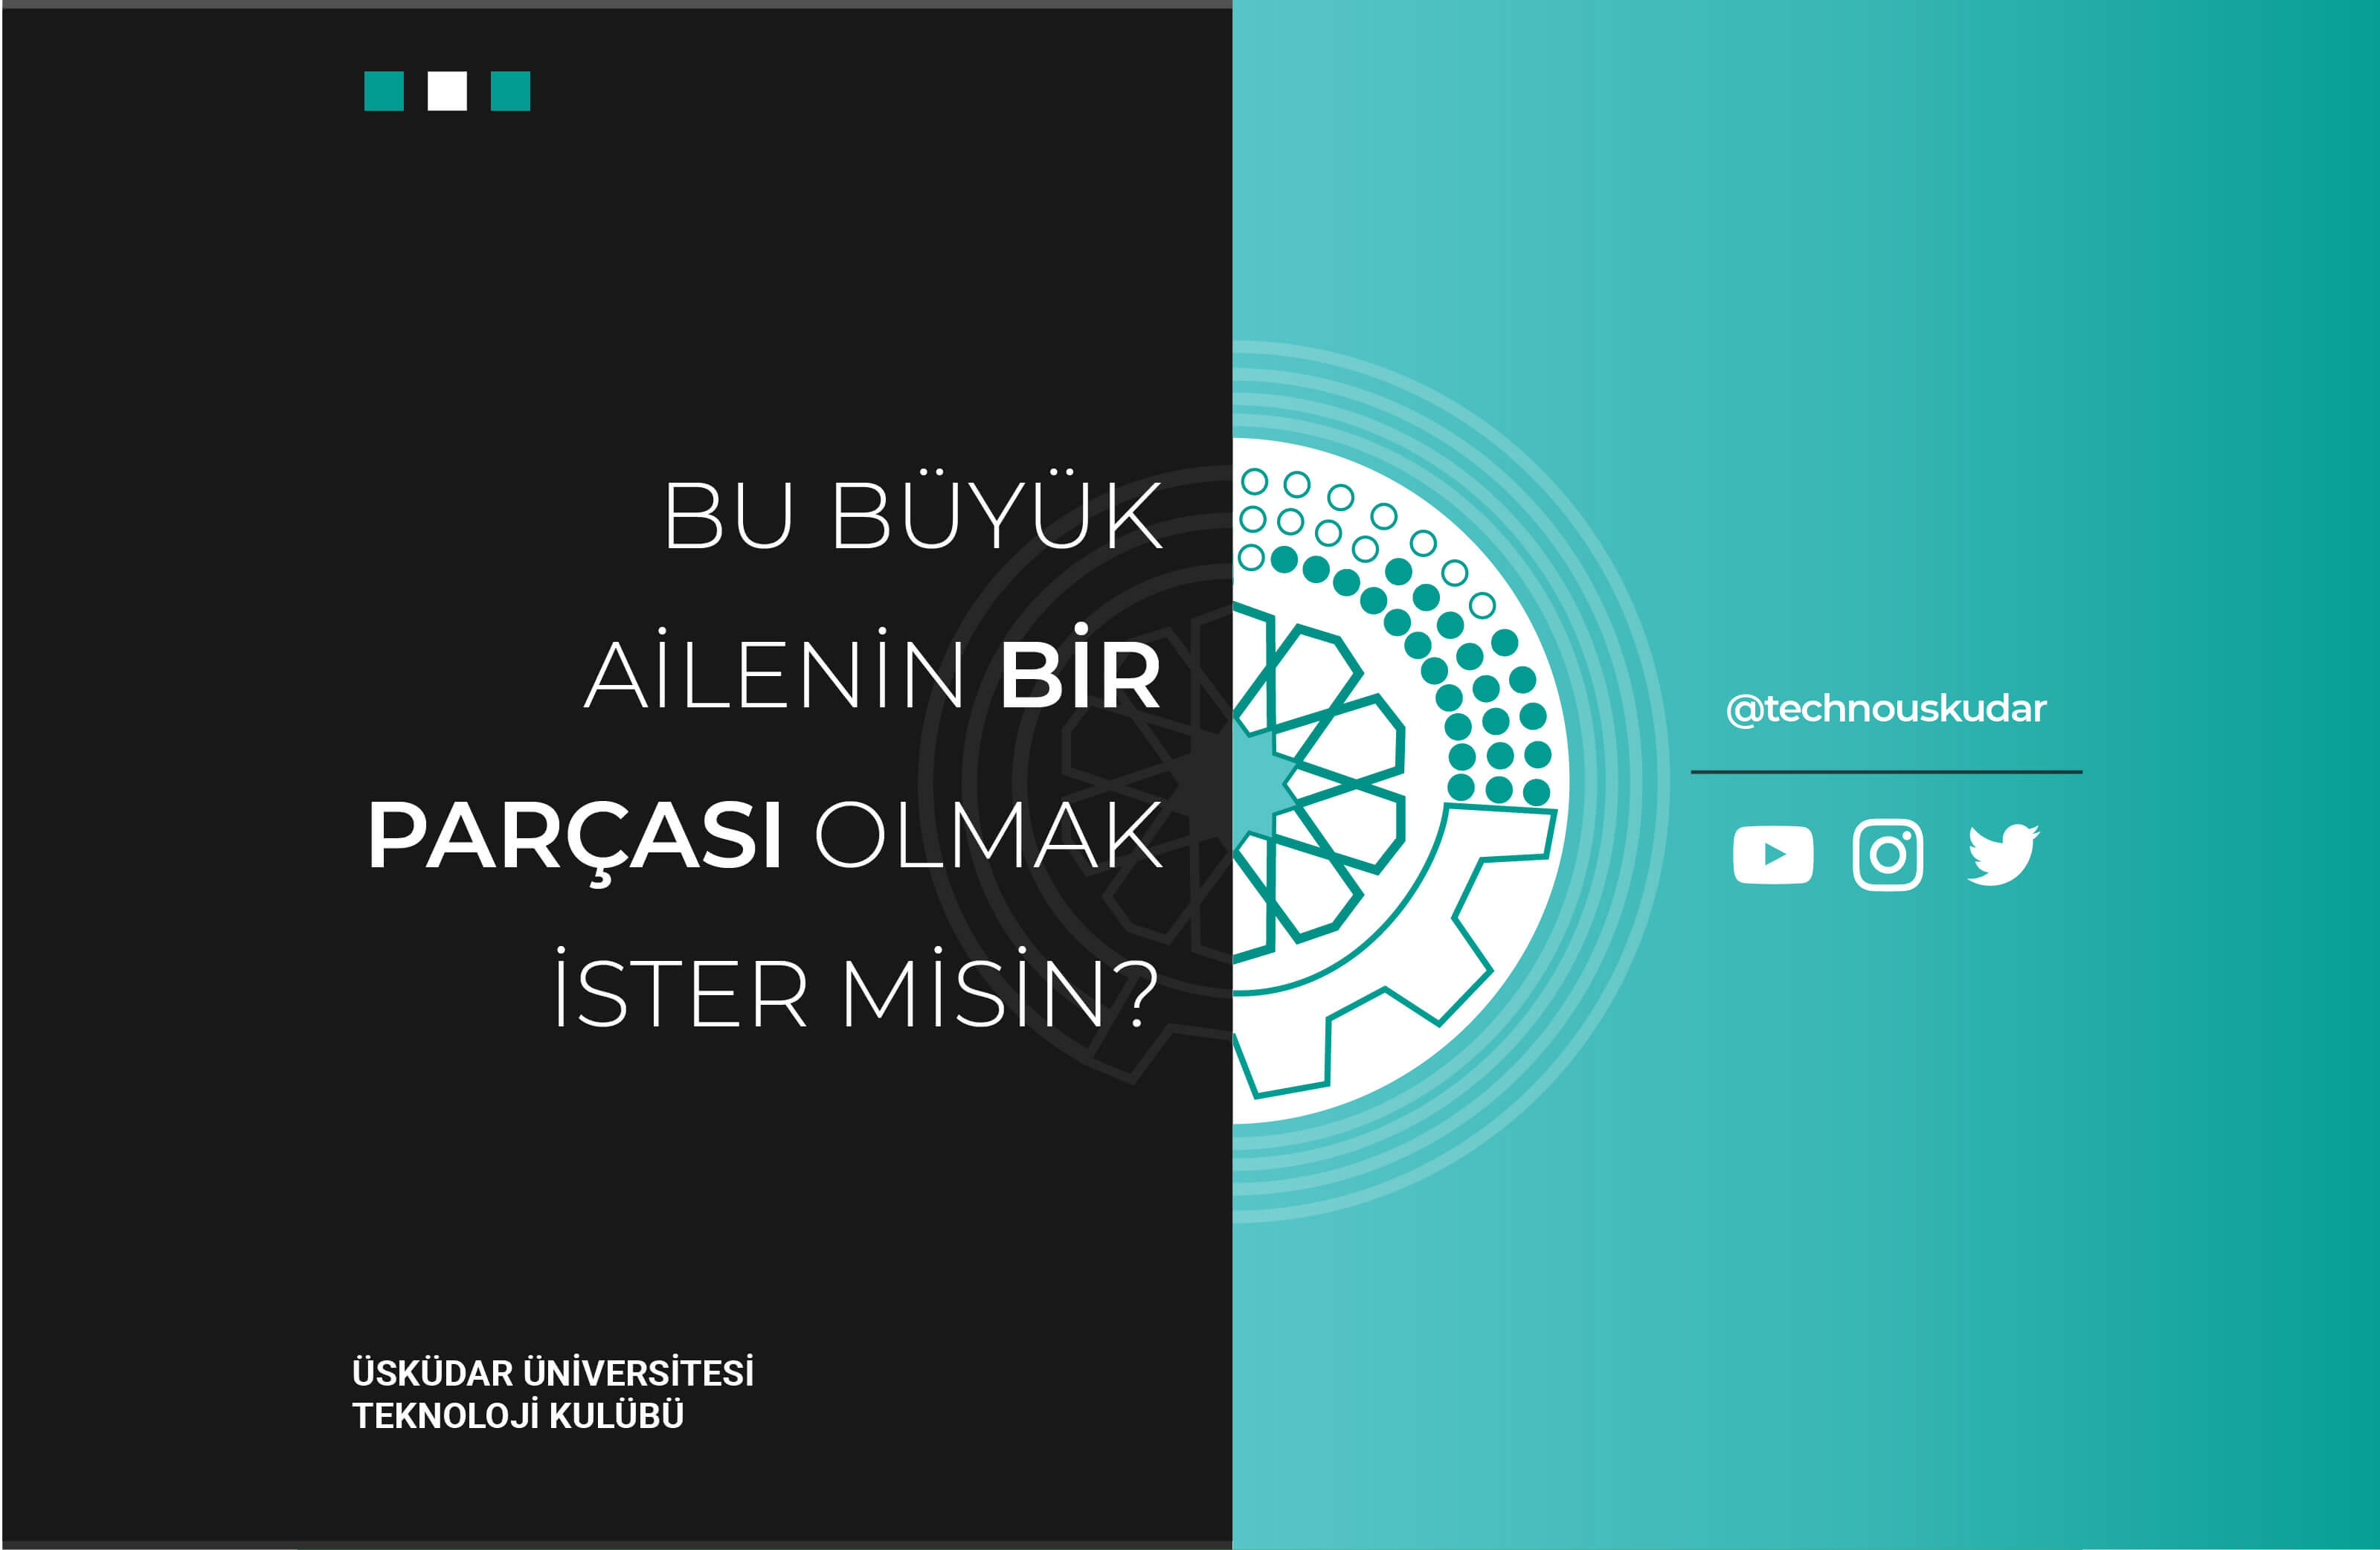 BU BÜYÜK
AİLENİN BİR
PARÇASI OLMAK
İSTER MİSİN?
ÜSKÜDAR ÜNİVERSİTESİ
TEKNOLOJİ KULÜBÜ
@technouskudar